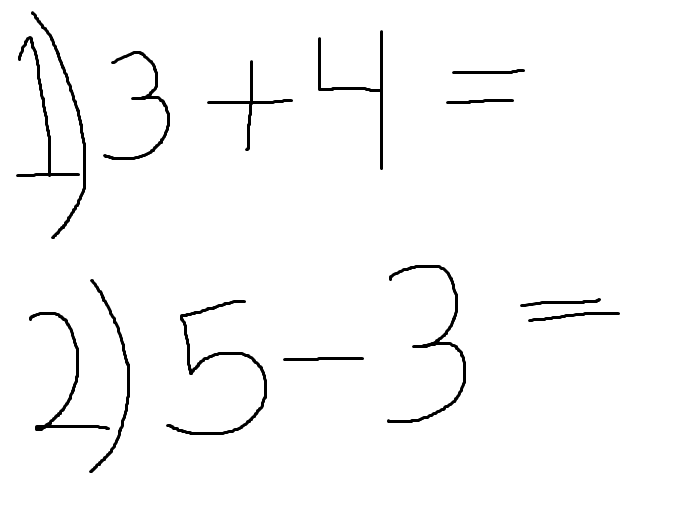 1) 3 + 4 =
2) 5 - 3 =